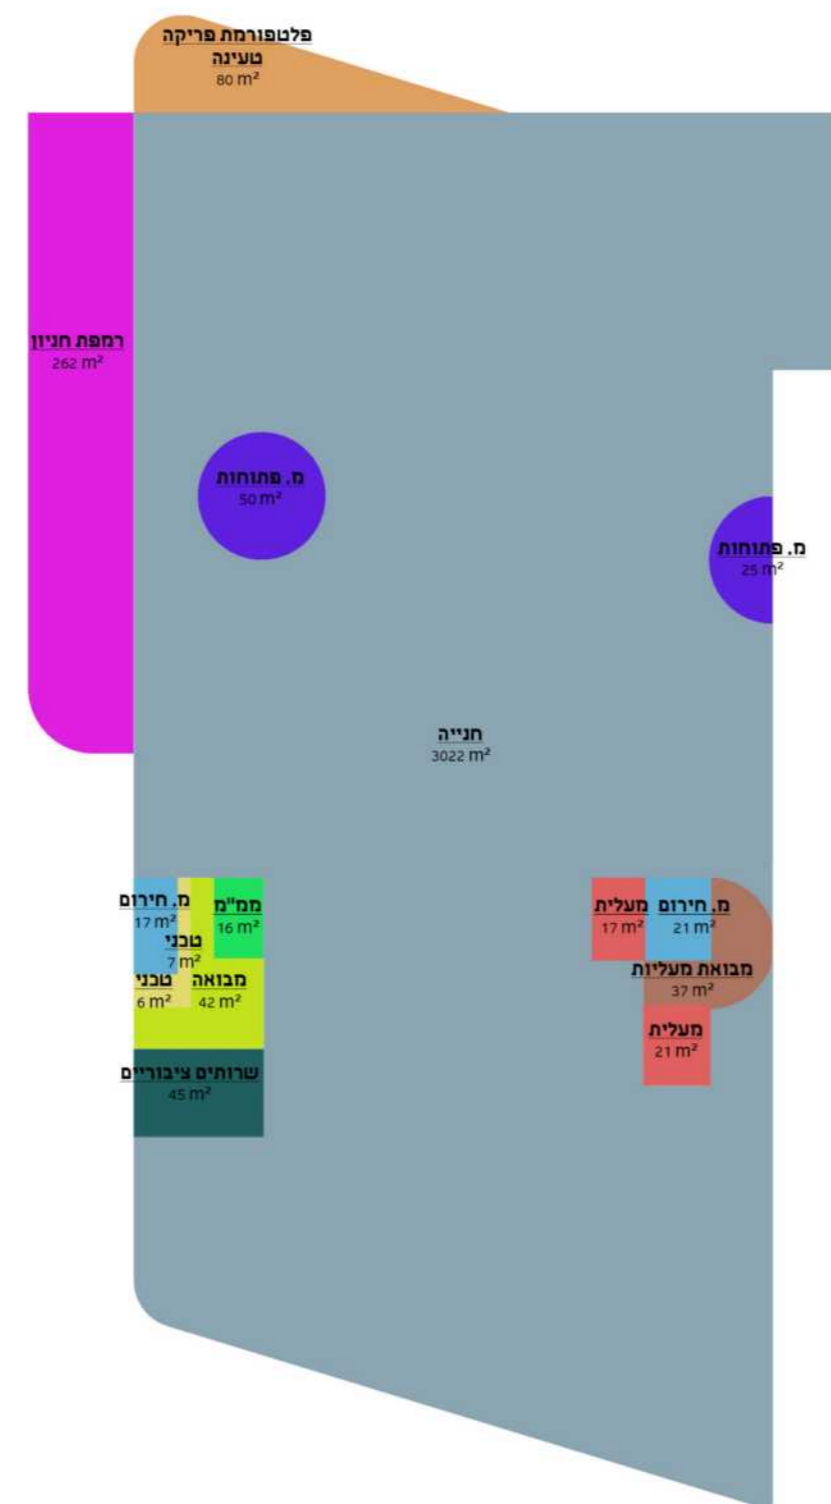 פלטפורמת פריקה
טעינה
80 m²
רמפת חניון
262 m²
מ. פתוחות
50 m²
מ. פתוחות
25 m²
חנייה
3022 m²
מ. חירום
17 m²
ממ"מ
16 m²
טכני
7 m²
טכני
6 m²
מבואה
42 m²
שרותים ציבוריים
45 m²
מעלית
17 m²
מ. חירום
21 m²
מבואת מעליות
37 m²
מעלית
21 m²